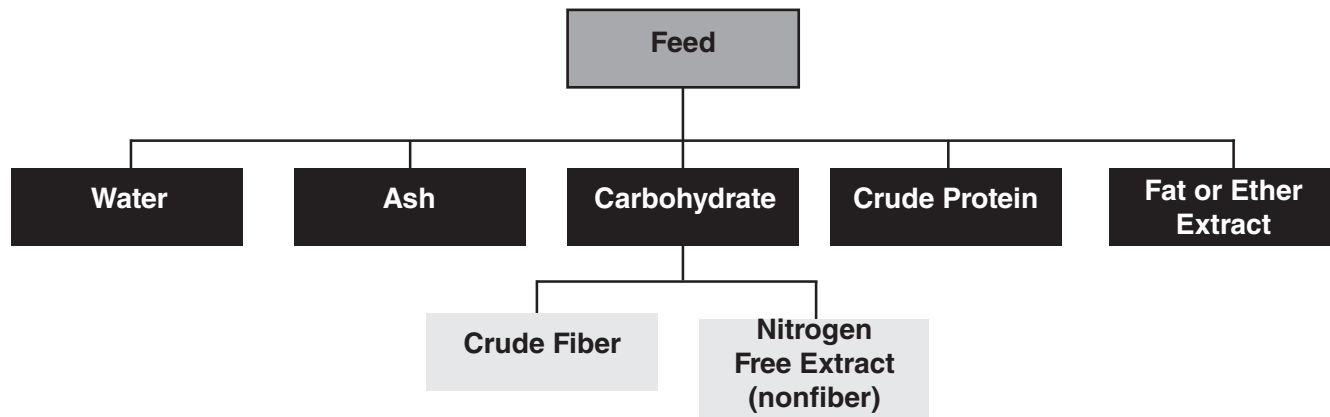 Feed
Water
Ash
Carbohydrate
Crude Protein
Fat or Ether
Extract
Crude Fiber
Nitrogen
Free Extract
(nonfiber)